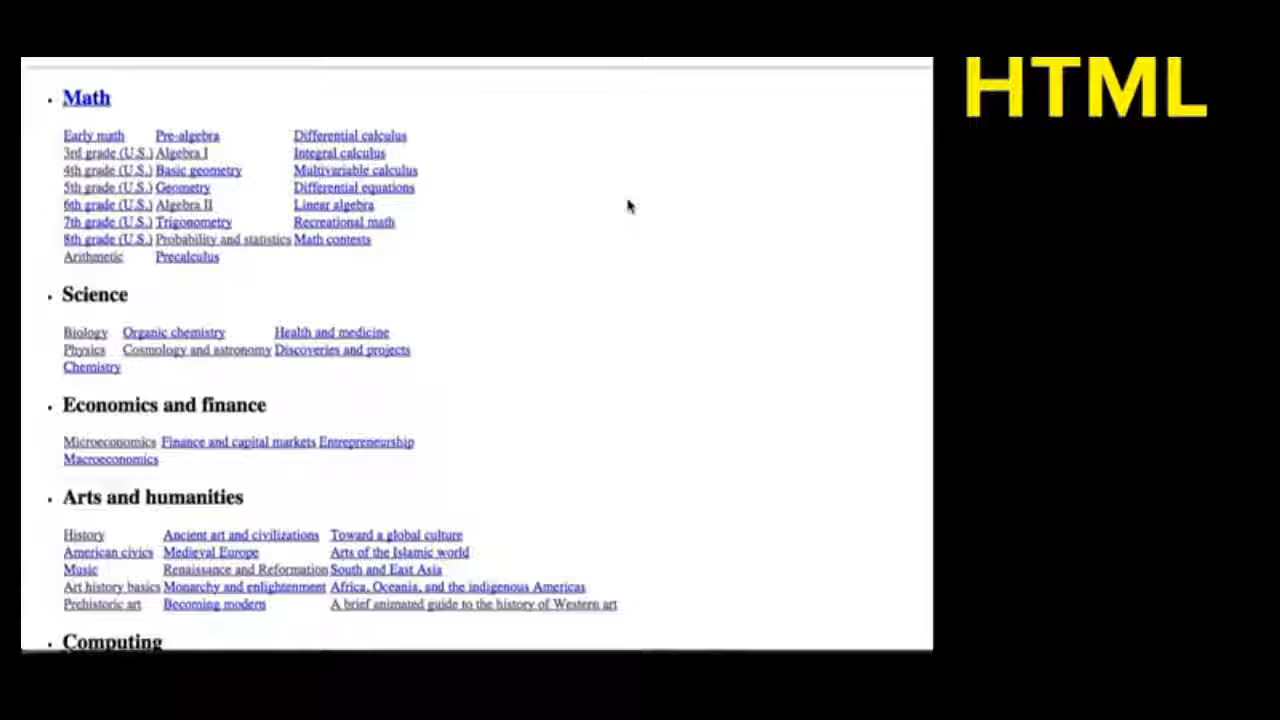 HTML
Math
Early math Pre-algebra Differential calculus
3rd grade (U.S.) Algebra I Integral calculus
4th grade (U.S.) Basic geometry Multivariable calculus
5th grade (U.S.) Geometry Differential equations
6th grade (U.S.) Algebra II Linear algebra
7th grade (U.S.) Trigonometry Recreational math
8th grade (U.S.) Probability and statistics Math contests
Arithmetic Precalculus
Science
Biology Organic chemistry Health and medicine
Physics Cosmology and astronomy Discoveries and projects
Chemistry
Economics and finance
Microeconomics Finance and capital markets Entrepreneurship
Macroeconomics
Arts and humanities
History Ancient art and civilizations Toward a global culture
American civics Medieval Europe Arts of the Islamic world
Music Renaissance and Reformation South and East Asia
Art history basics Monarchy and enlightenment Africa, Oceania, and the indigenous Americas
Prehistoric art Becoming modern A brief animated guide to the history of Western art
Computing